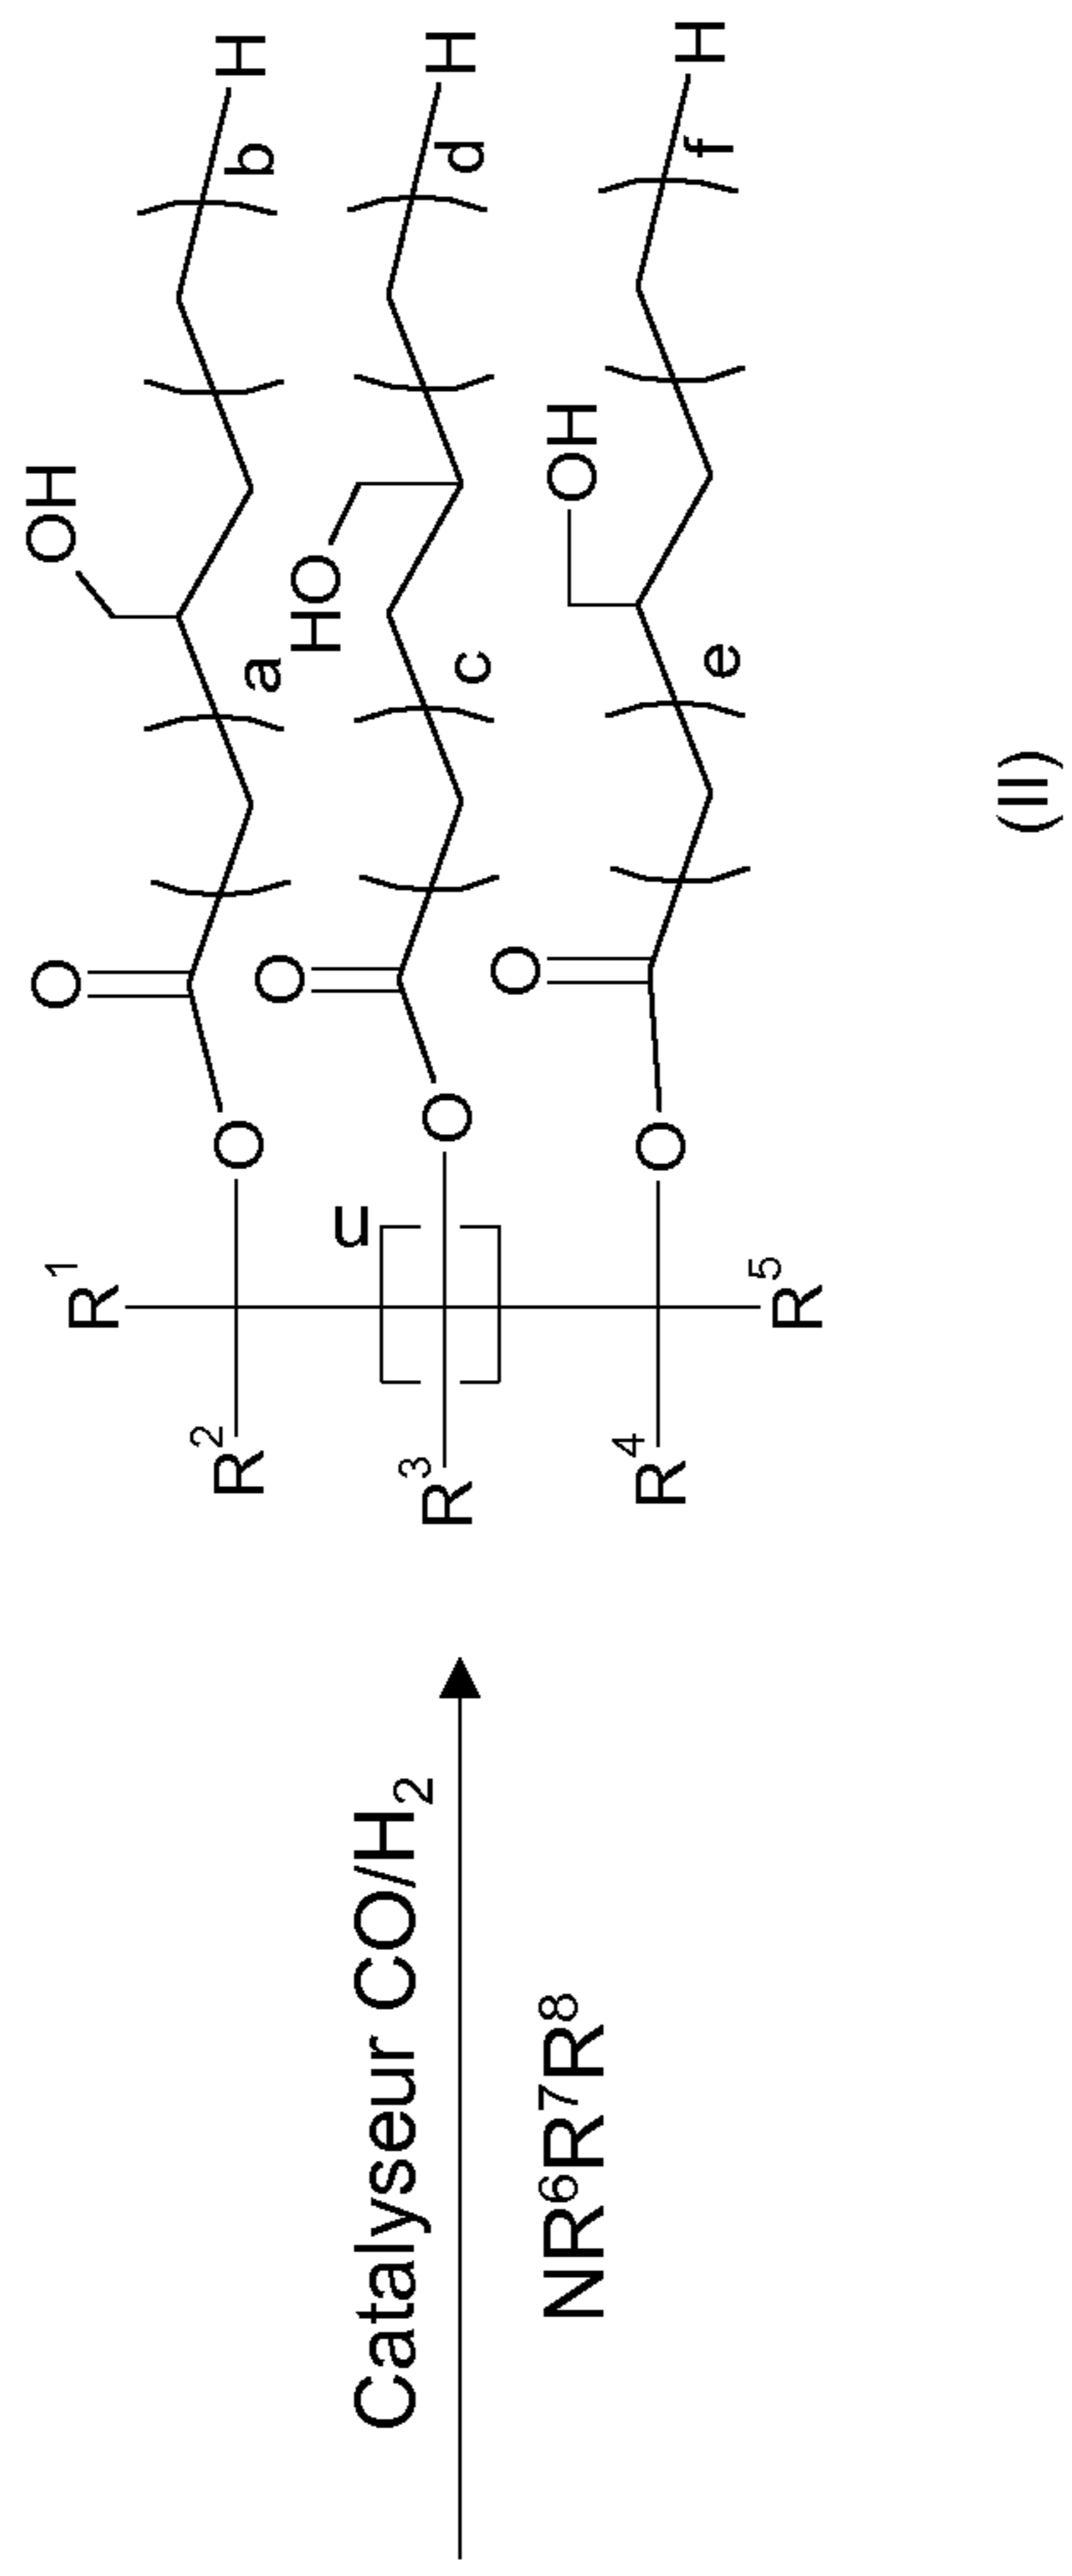 Catalyseur CO/H₂
NR⁶R⁷R⁸
R¹ O OH
R² O a b H
n O HO
R³ O c d H
O OH
R⁴ O e f H
R⁵
(II)